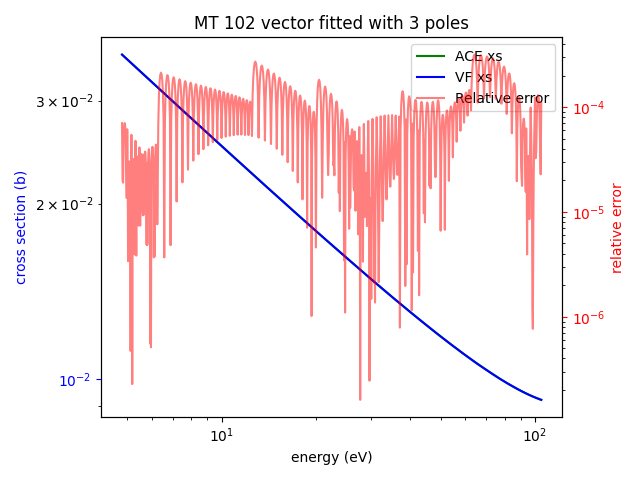 MT 102 vector fitted with 3 poles
ACE xs
VF xs
Relative error
3 × 10⁻²
2 × 10⁻²
10⁻²
cross section (b)
10⁻⁴
10⁻⁵
10⁻⁶
relative error
10¹
10²
energy (eV)